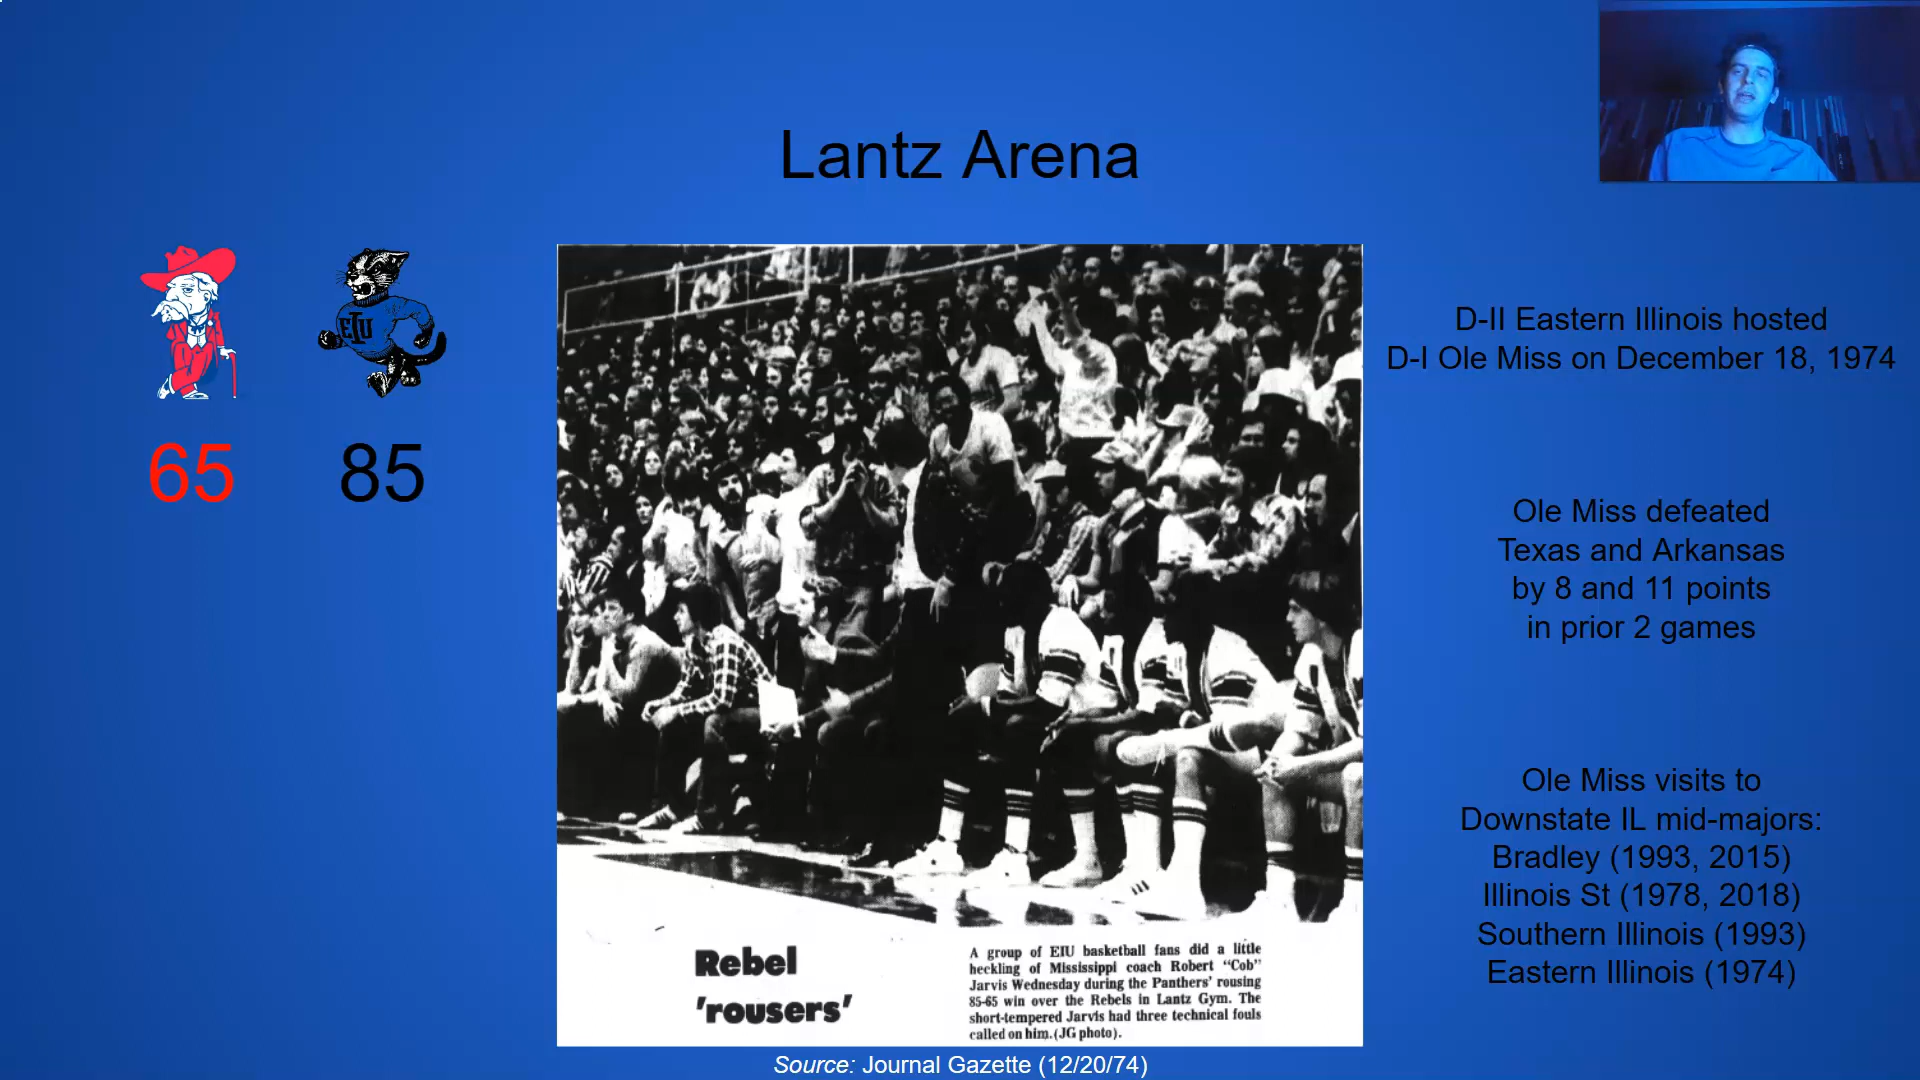 Lantz Arena
EIU
65
85
D-II Eastern Illinois hosted
D-I Ole Miss on December 18, 1974
Ole Miss defeated
Texas and Arkansas
by 8 and 11 points
in prior 2 games
Ole Miss visits to
Downstate IL mid-majors:
Bradley (1993, 2015)
Illinois St (1978, 2018)
Southern Illinois (1993)
Eastern Illinois (1974)
Rebel
'rousers'
A group of EIU basketball fans did a little
heckling of Mississippi coach Robert "Cob"
Jarvis Wednesday during the Panthers' rousing
85-65 win over the Rebels in Lantz Gym. The
short-tempered Jarvis had three technical fouls
called on him. (JG photo).
Source: Journal Gazette (12/20/74)